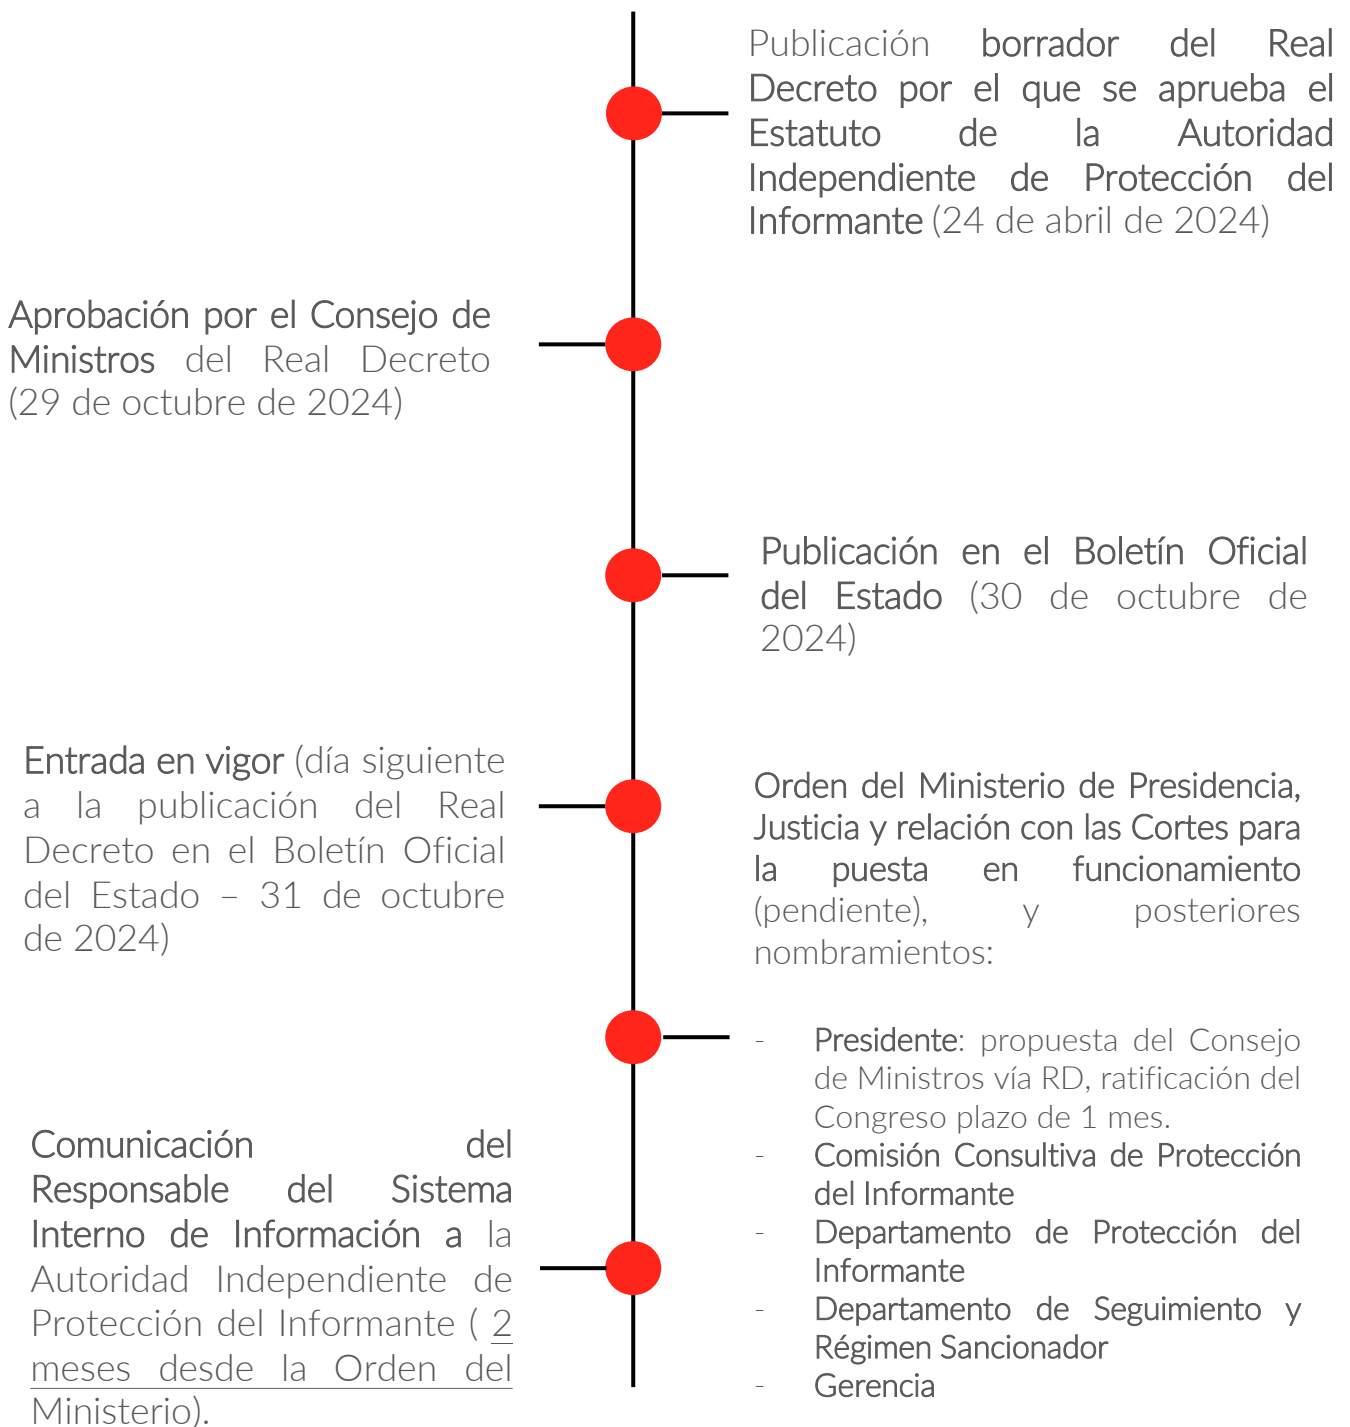 Publicación borrador del Real
Decreto por el que se aprueba el
Estatuto de la Autoridad
Independiente de Protección del
Informante (24 de abril de 2024)
Aprobación por el Consejo de
Ministros del Real Decreto
(29 de octubre de 2024)
Publicación en el Boletín Oficial
del Estado (30 de octubre de
2024)
Entrada en vigor (día siguiente
a la publicación del Real
Decreto en el Boletín Oficial
del Estado – 31 de octubre
de 2024)
Orden del Ministerio de Presidencia,
Justicia y relación con las Cortes para
la puesta en funcionamiento
(pendiente), y posteriores
nombramientos:
- Presidente: propuesta del Consejo
de Ministros vía RD, ratificación del
Congreso plazo de 1 mes.
- Comisión Consultiva de Protección
del Informante
- Departamento de Protección del
Informante
- Departamento de Seguimiento y
Régimen Sancionador
- Gerencia
Comunicación del
Responsable del Sistema
Interno de Información a la
Autoridad Independiente de
Protección del Informante ( 2
meses desde la Orden del
Ministerio).